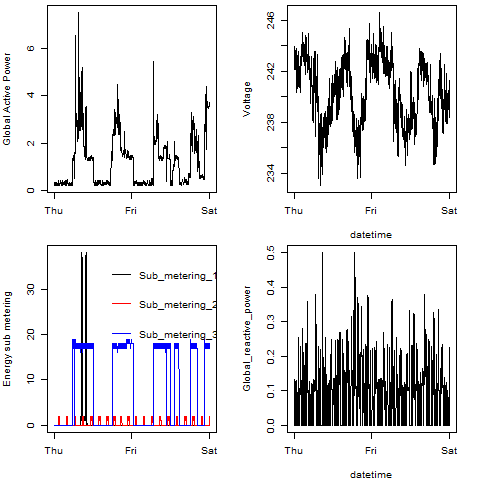 Global Active Power
0 2 4 6
Thu Fri Sat
Voltage
234 238 242 246
Thu Fri Sat
datetime
Energy sub metering
0 10 20 30
Sub_metering_1
Sub_metering_2
Sub_metering_3
Thu Fri Sat
Global_reactive_power
0.0 0.1 0.2 0.3 0.4 0.5
Thu Fri Sat
datetime